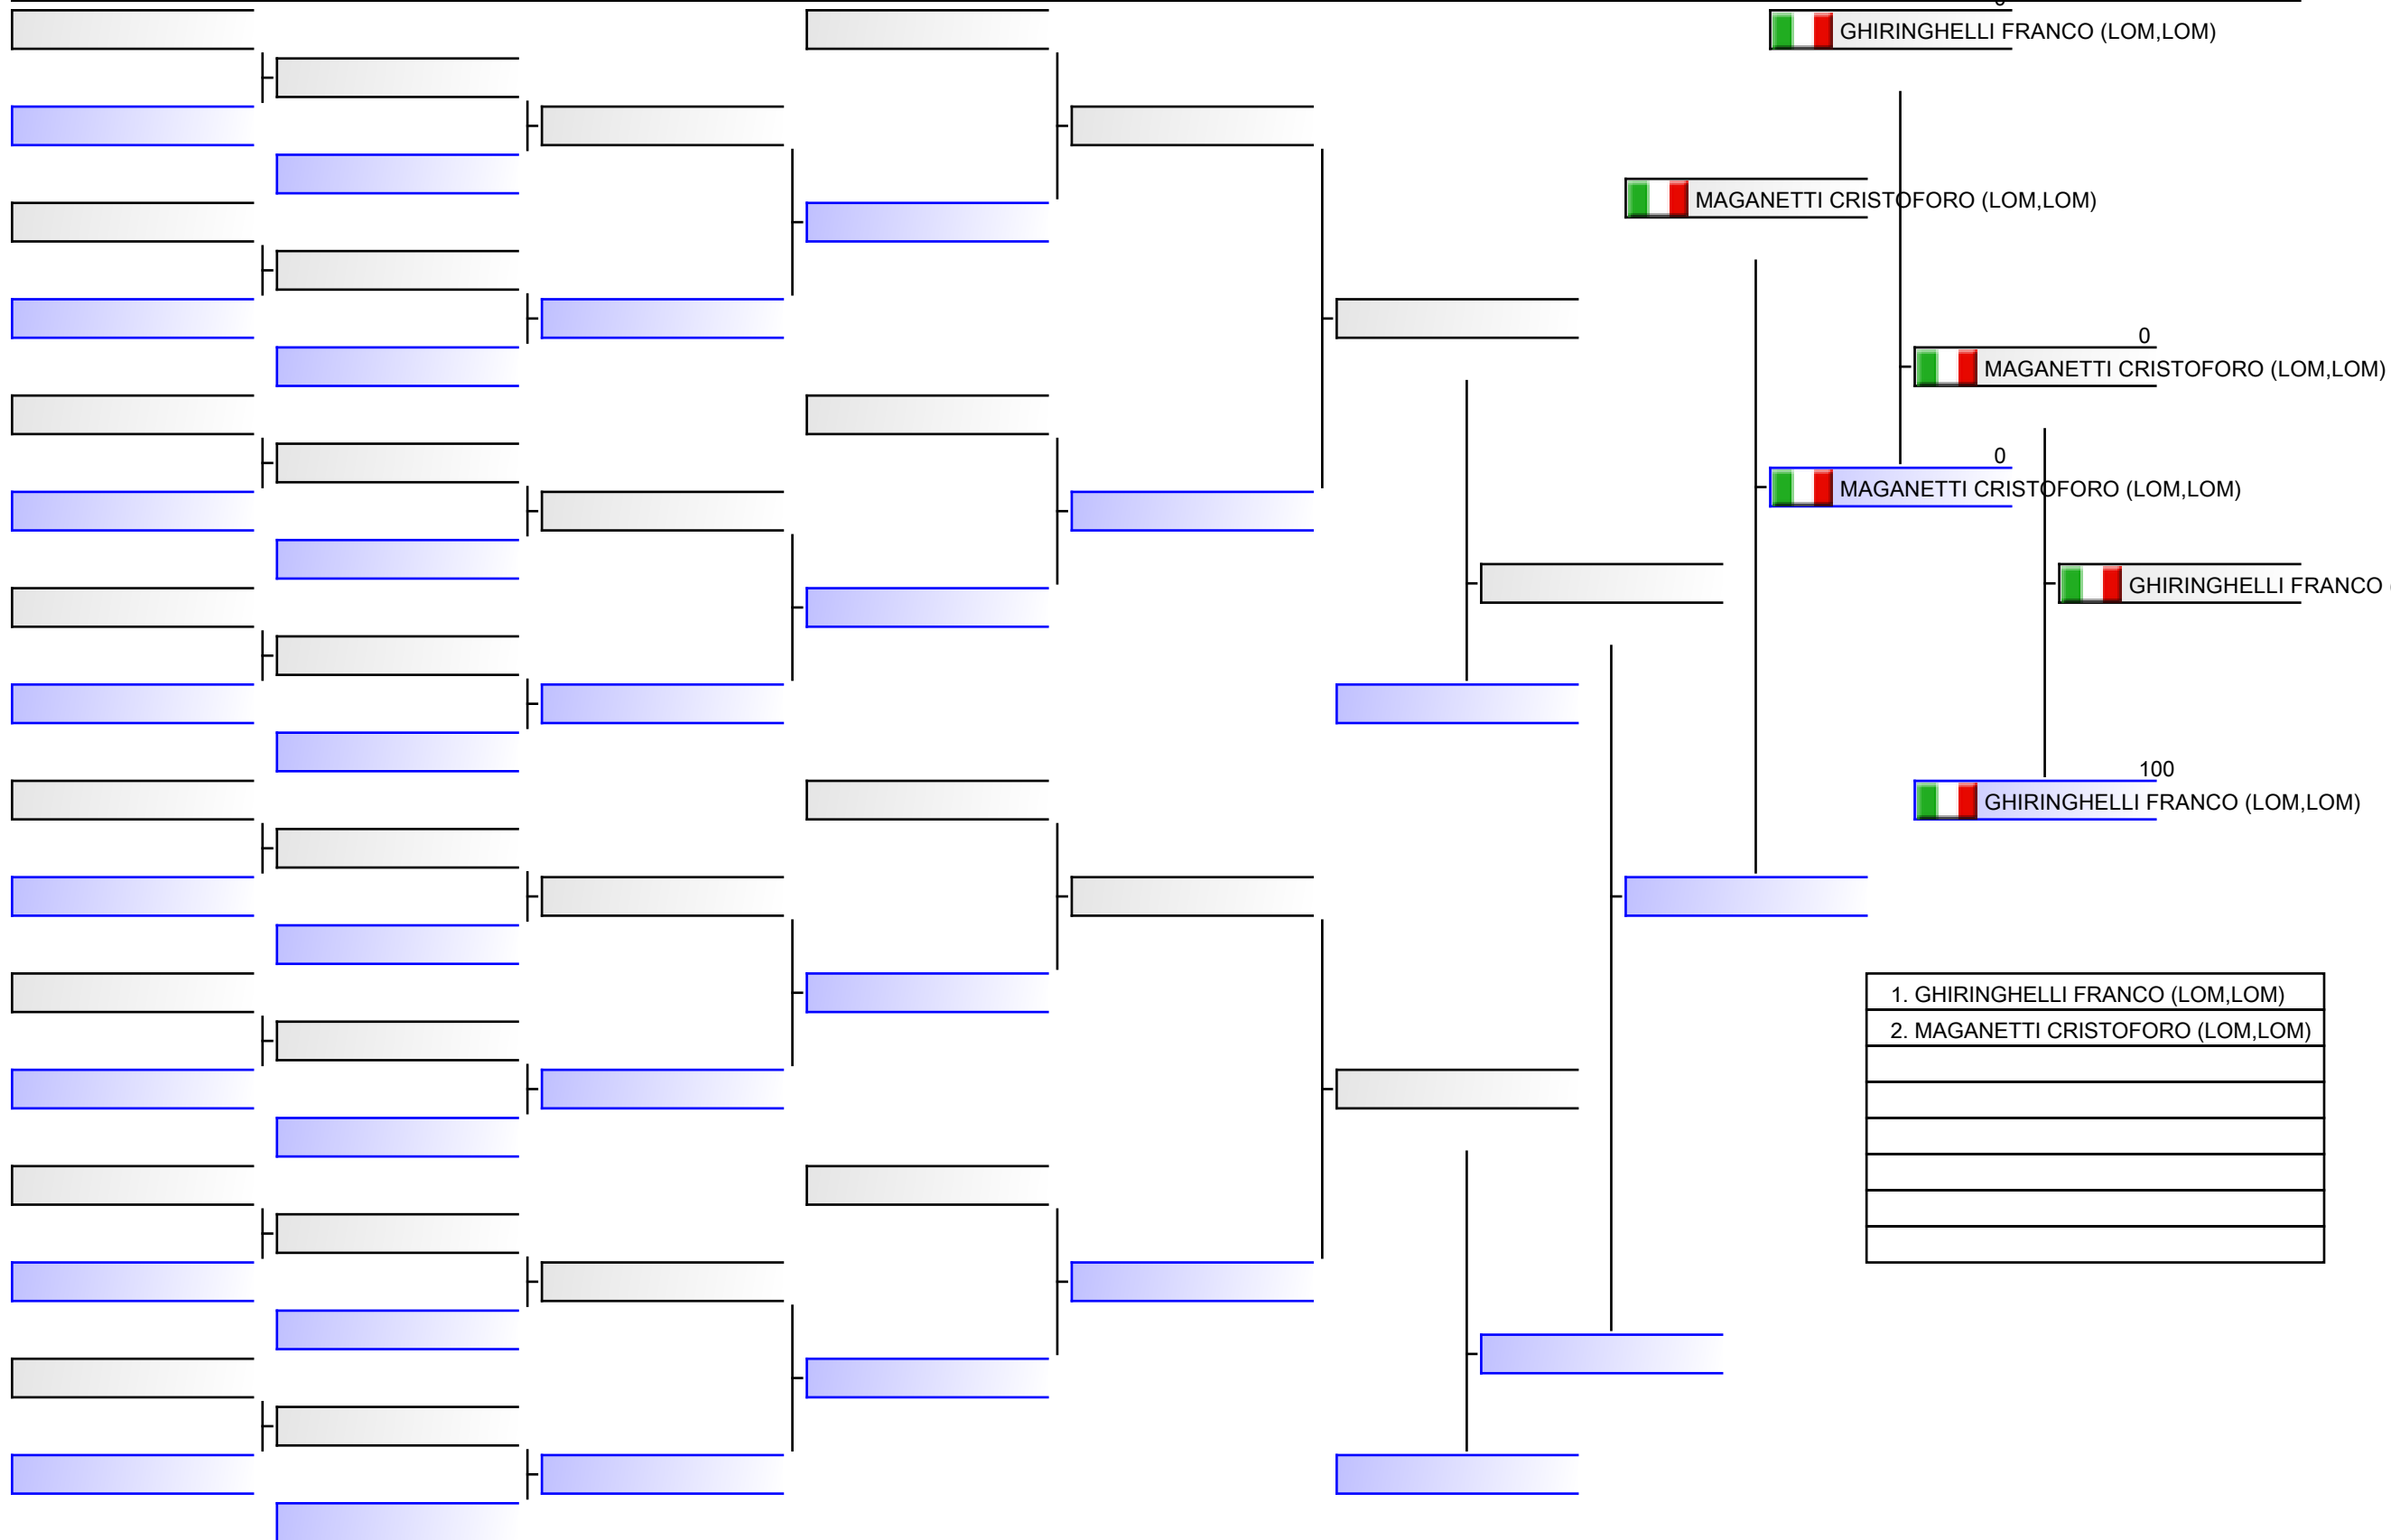 GHIRINGHELLI FRANCO (LOM,LOM)
MAGANETTI CRISTOFORO (LOM,LOM)
0
MAGANETTI CRISTOFORO (LOM,LOM)
0
MAGANETTI CRISTOFORO (LOM,LOM)
GHIRINGHELLI FRANCO
100
GHIRINGHELLI FRANCO (LOM,LOM)
1. GHIRINGHELLI FRANCO (LOM,LOM)
2. MAGANETTI CRISTOFORO (LOM,LOM)